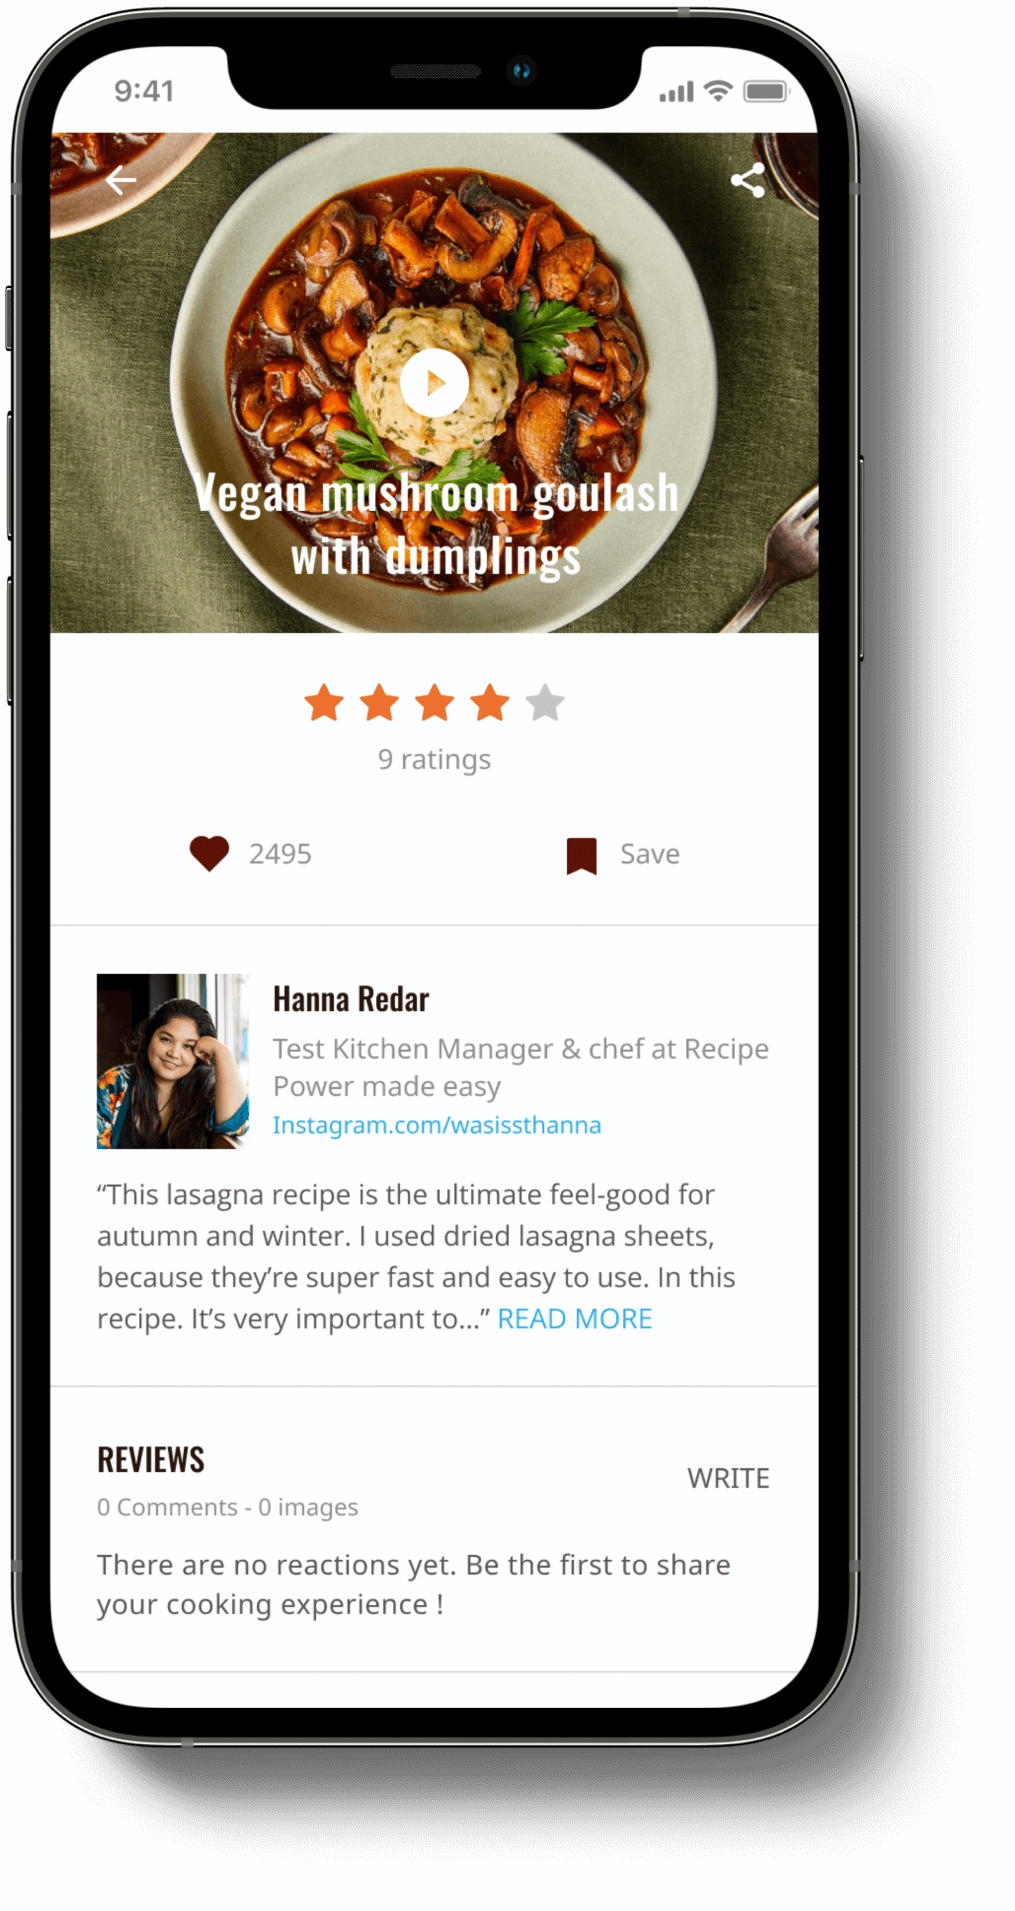 9:41
Vegan mushroom goulash
with dumplings
9 ratings
2495
Save
Hanna Redar
Test Kitchen Manager & chef at Recipe
Power made easy
Instagram.com/wasissthanna
“This lasagna recipe is the ultimate feel-good for
autumn and winter. I used dried lasagna sheets,
because they’re super fast and easy to use. In this
recipe. It’s very important to...” READ MORE
REVIEWS
WRITE
0 Comments - 0 images
There are no reactions yet. Be the first to share
your cooking experience !